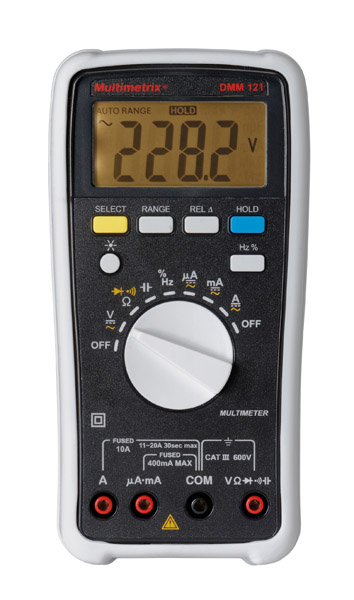 Multimetrix® DMM 121
AUTO RANGE HOLD
~ 228.2 V
SELECT RANGE REL Δ HOLD
Hz %
%
Hz
µA
mA
Ω
A
V
OFF
OFF
MULTIMETER
FUSED
10A
11~20A 30sec max
FUSED
400mA MAX
CAT III 600V
A µA·mA COM VΩ